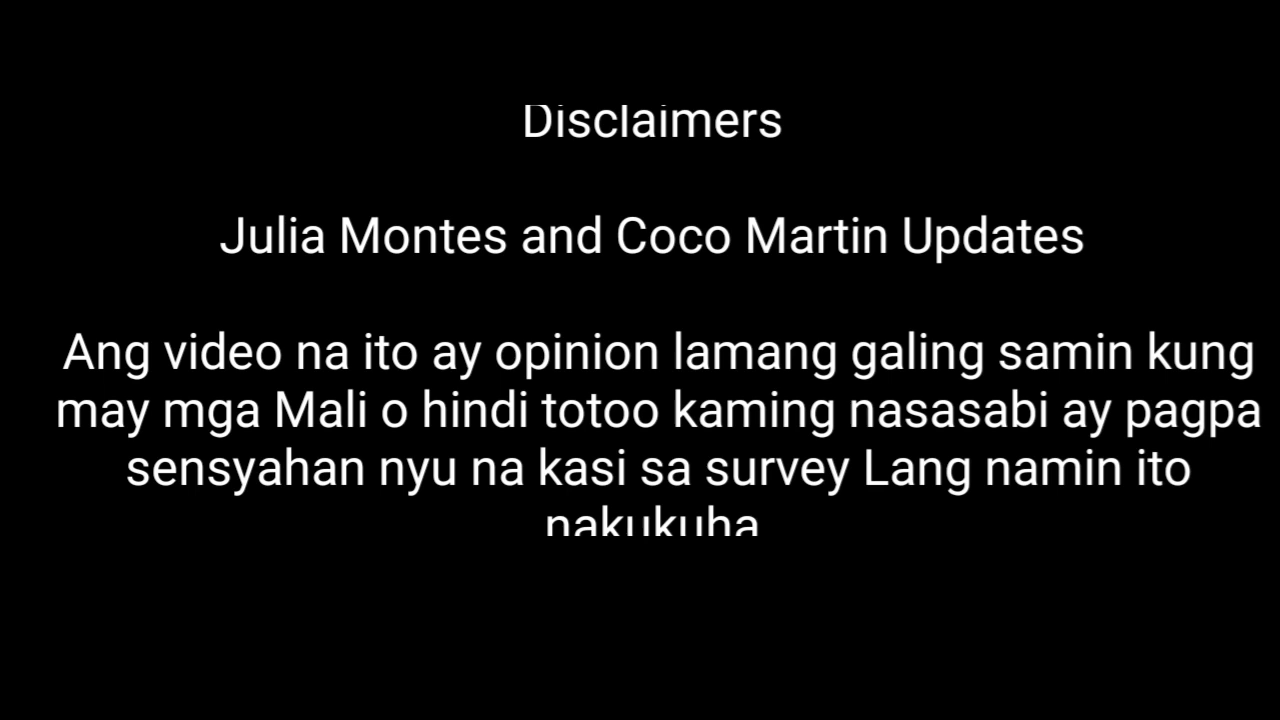 Disclaimers
Julia Montes and Coco Martin Updates
Ang video na ito ay opinion lamang galing samin kung
may mga Mali o hindi totoo kaming nasasabi ay pagpa
sensyahan nyu na kasi sa survey Lang namin ito
nakukuha